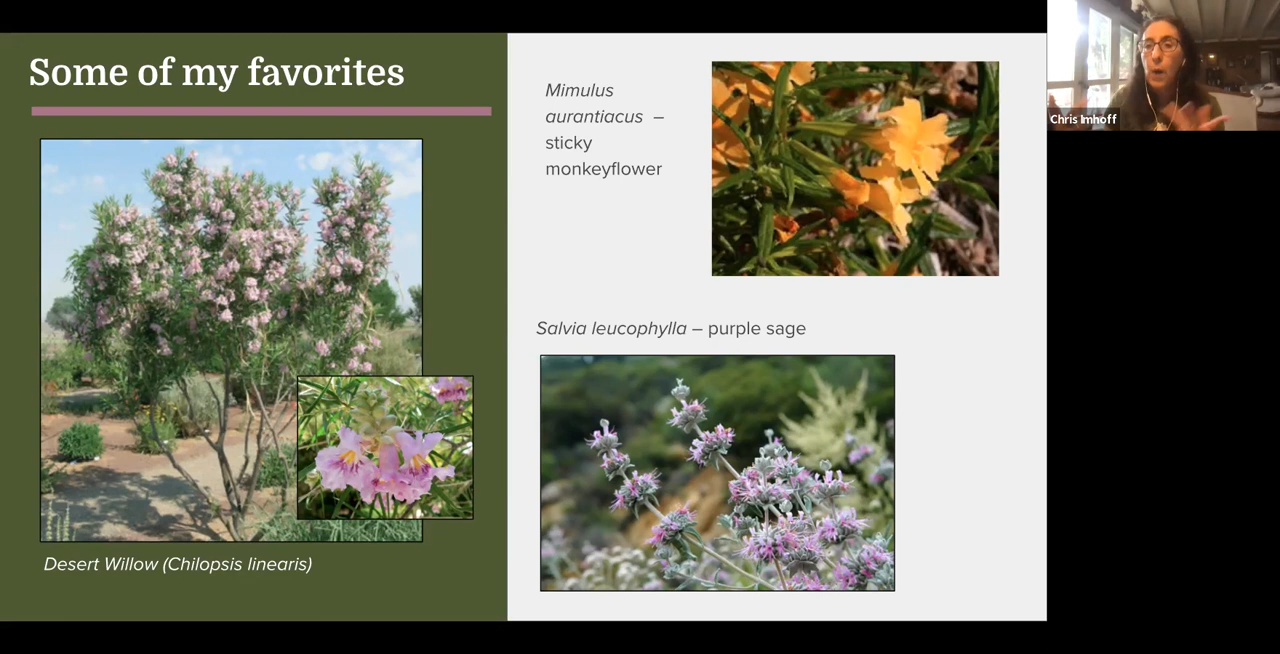 Some of my favorites
Desert Willow (Chilopsis linearis)
Mimulus
aurantiacus –
sticky
monkeyflower
Salvia leucophylla – purple sage
Chris Imhoff